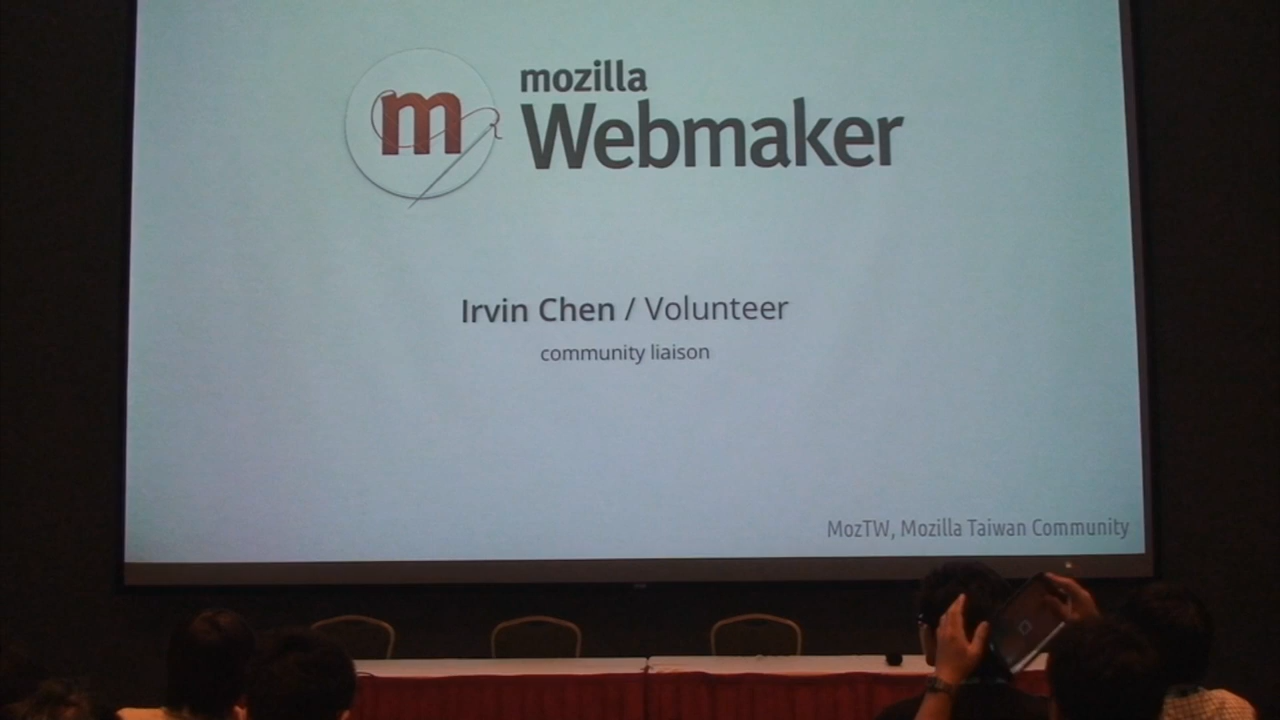 m
mozilla
Webmaker
Irvin Chen / Volunteer
community liaison
MozTW, Mozilla Taiwan Community